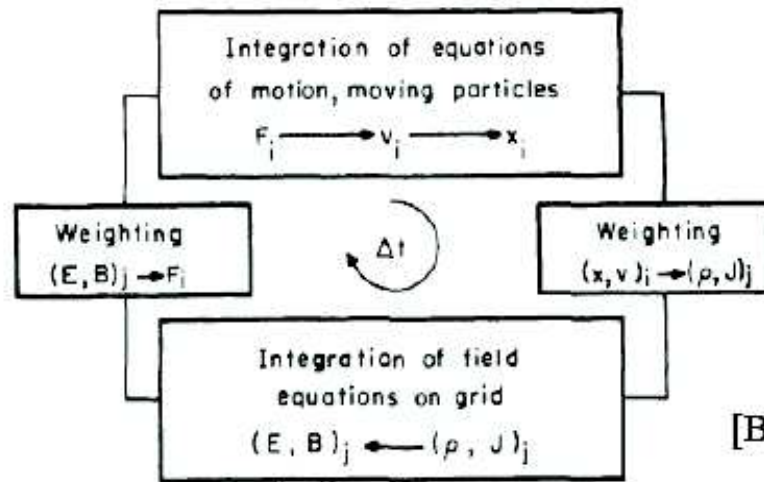 Integration of equations
of motion, moving particles
F_i ⟶ v_i ⟶ x_i
Weighting
(E, B)_j → F_i
Δt
Weighting
(x, v)_i → (ρ, J)_j
Integration of field
equations on grid
(E, B)_j ⟵ (ρ, J)_j
[B